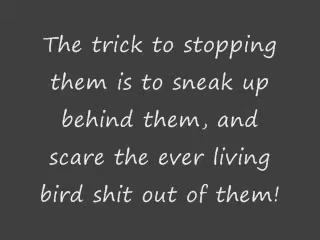 The trick to stopping
them is to sneak up
behind them, and
scare the ever living
bird shit out of them!